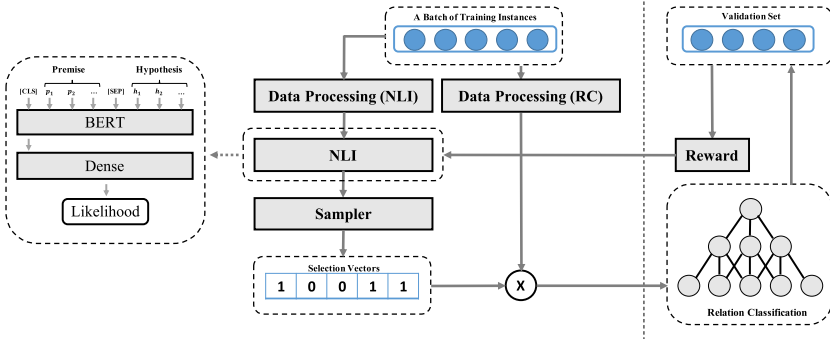 A Batch of Training Instances
Validation Set
Premise
Hypothesis
[CLS] p1 p2 ... [SEP] h1 h2 ...
BERT
Dense
Likelihood
Data Processing (NLI)
Data Processing (RC)
NLI
Reward
Sampler
Selection Vectors
1 0 0 1 1
X
Relation Classification